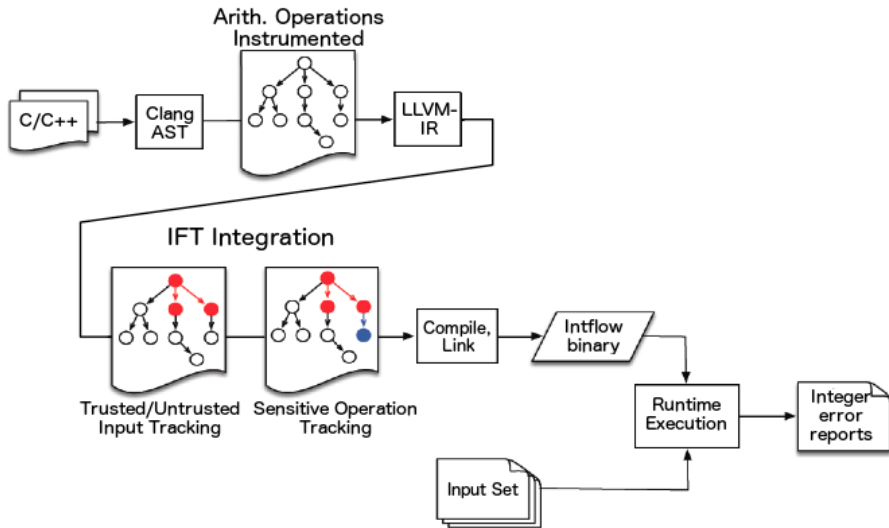 Arith. Operations
Instrumented
C/C++
Clang
AST
LLVM-
IR
IFT Integration
Trusted/Untrusted
Input Tracking
Sensitive Operation
Tracking
Compile,
Link
Intflow
binary
Runtime
Execution
Integer
error
reports
Input Set